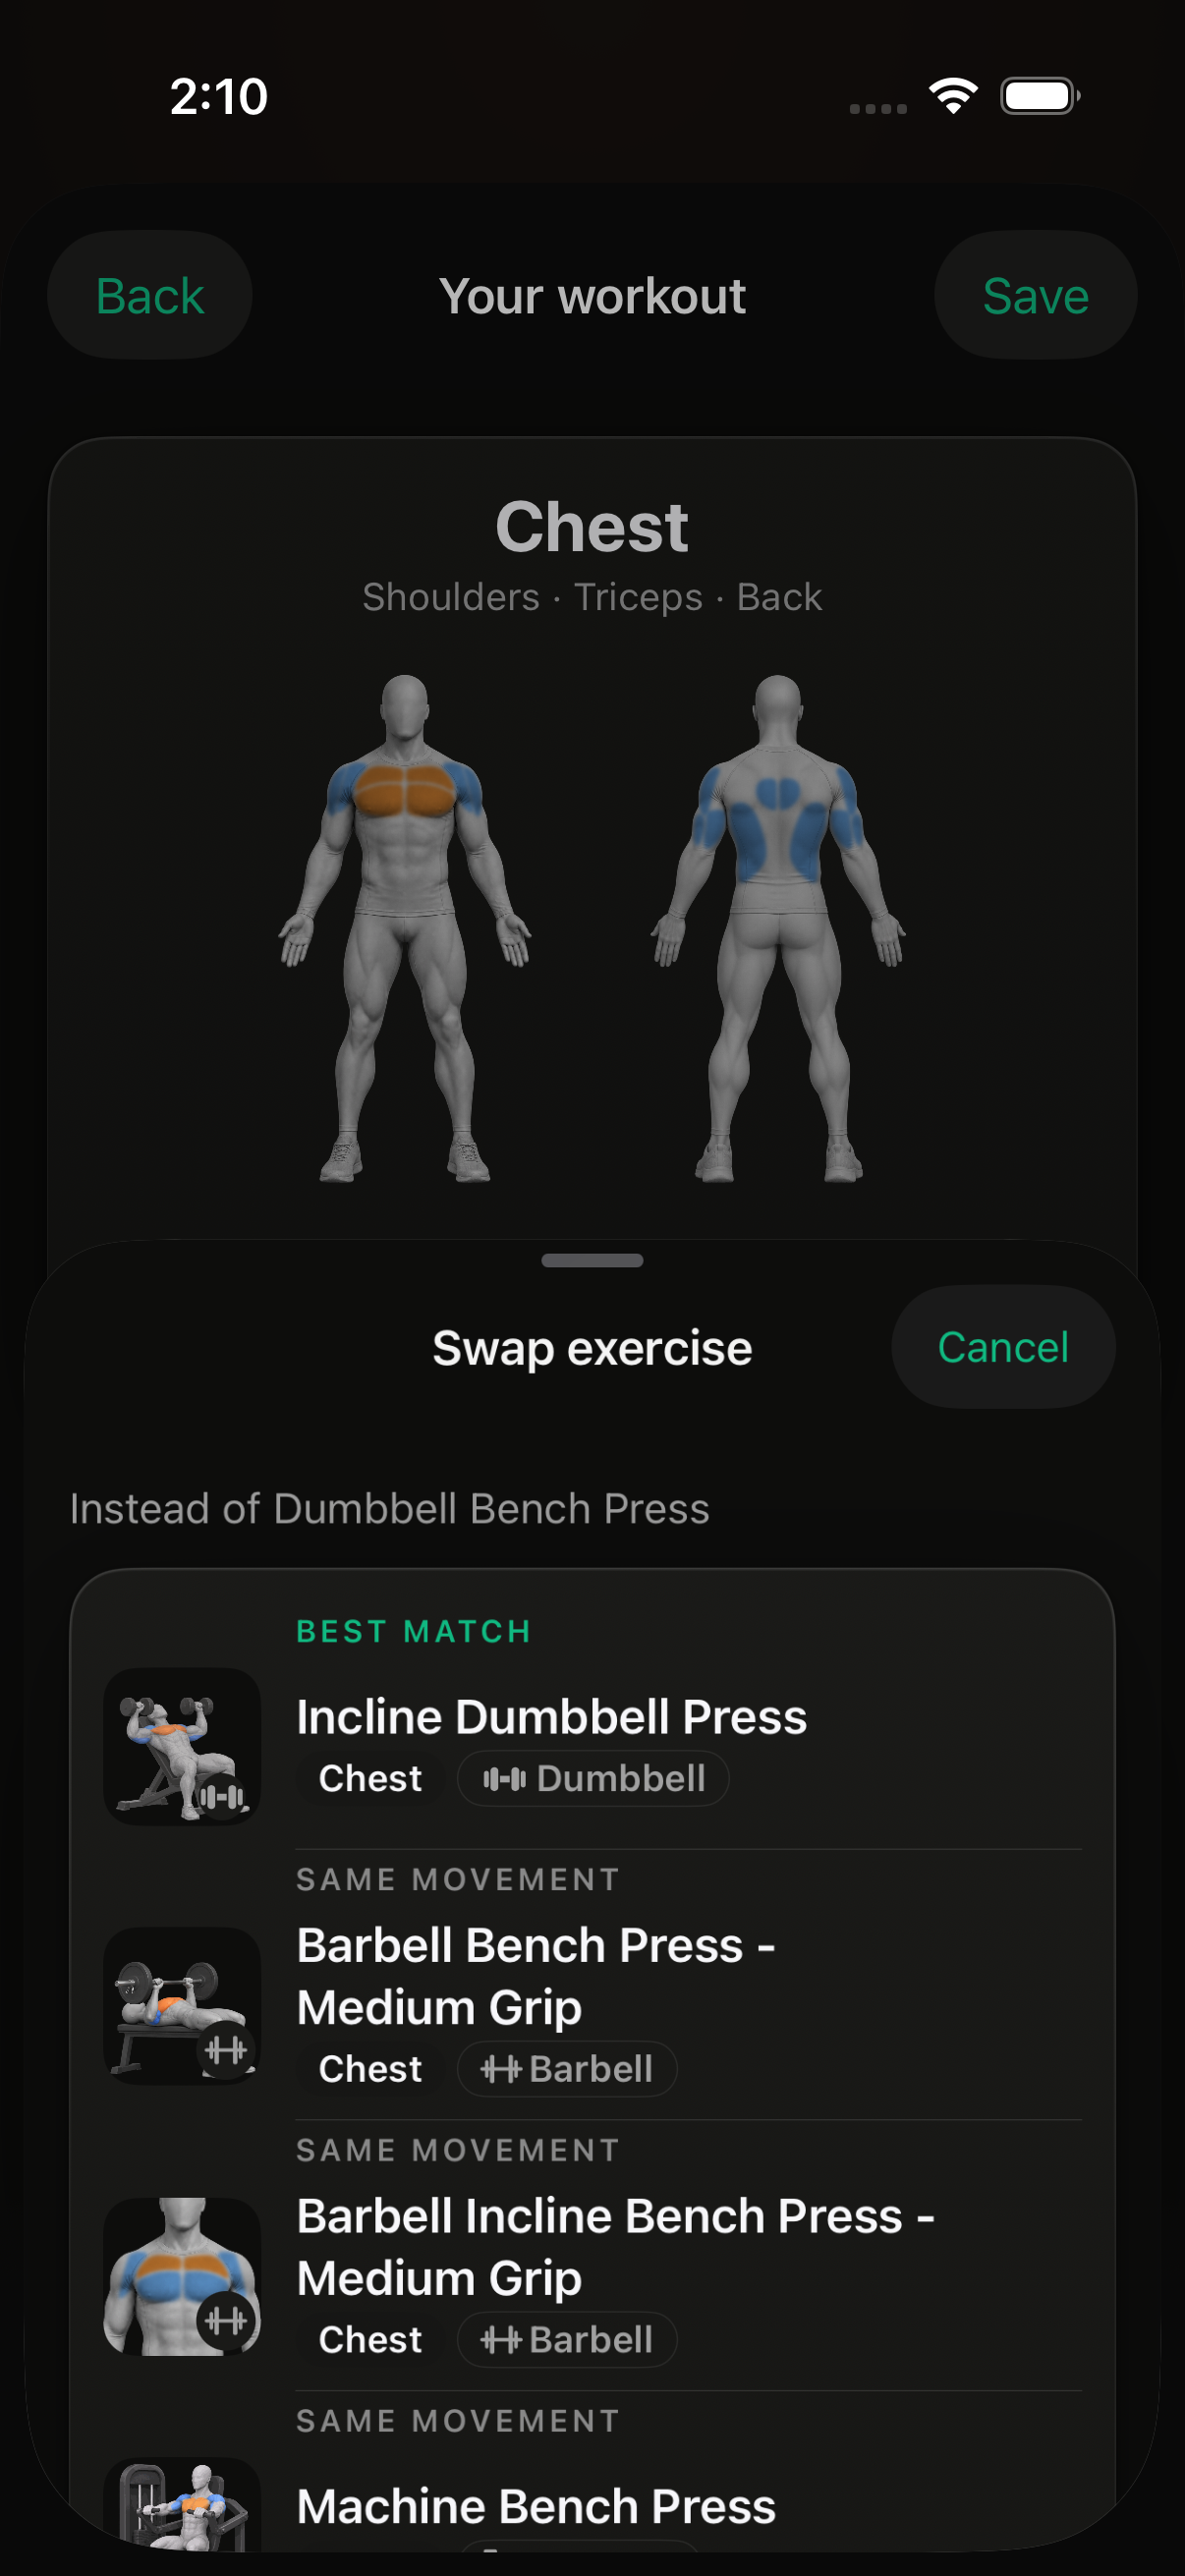 2:10
Back
Your workout
Save
Chest
Shoulders · Triceps · Back
Swap exercise
Cancel
Instead of Dumbbell Bench Press
BEST MATCH
Incline Dumbbell Press
Chest
Dumbbell
SAME MOVEMENT
Barbell Bench Press -
Medium Grip
Chest
Barbell
SAME MOVEMENT
Barbell Incline Bench Press -
Medium Grip
Chest
Barbell
SAME MOVEMENT
Machine Bench Press